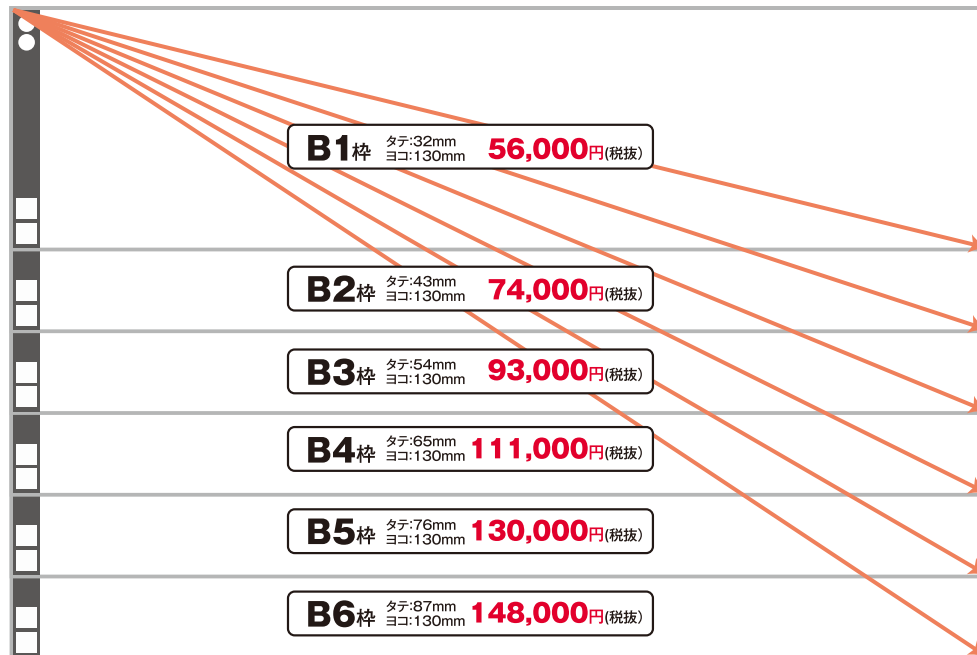 B1枠 タテ:32mm ヨコ:130mm 56,000円(税抜)
B2枠 タテ:43mm ヨコ:130mm 74,000円(税抜)
B3枠 タテ:54mm ヨコ:130mm 93,000円(税抜)
B4枠 タテ:65mm ヨコ:130mm 111,000円(税抜)
B5枠 タテ:76mm ヨコ:130mm 130,000円(税抜)
B6枠 タテ:87mm ヨコ:130mm 148,000円(税抜)